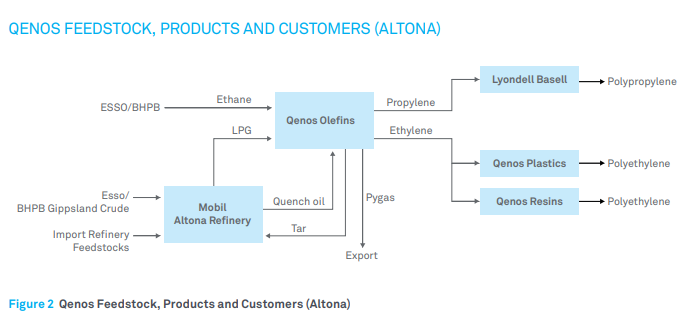 QENOS FEEDSTOCK, PRODUCTS AND CUSTOMERS (ALTONA)
Lyondell Basell
Polypropylene
Ethane
Propylene
ESSO/BHPB
Qenos Olefins
LPG
Ethylene
Qenos Plastics
Polyethylene
Esso/
BHPB Gippsland Crude
Mobil
Altona Refinery
Quench oil
Pygas
Qenos Resins
Polyethylene
Import Refinery
Feedstocks
Tar
Export
Figure 2 Qenos Feedstock, Products and Customers (Altona)